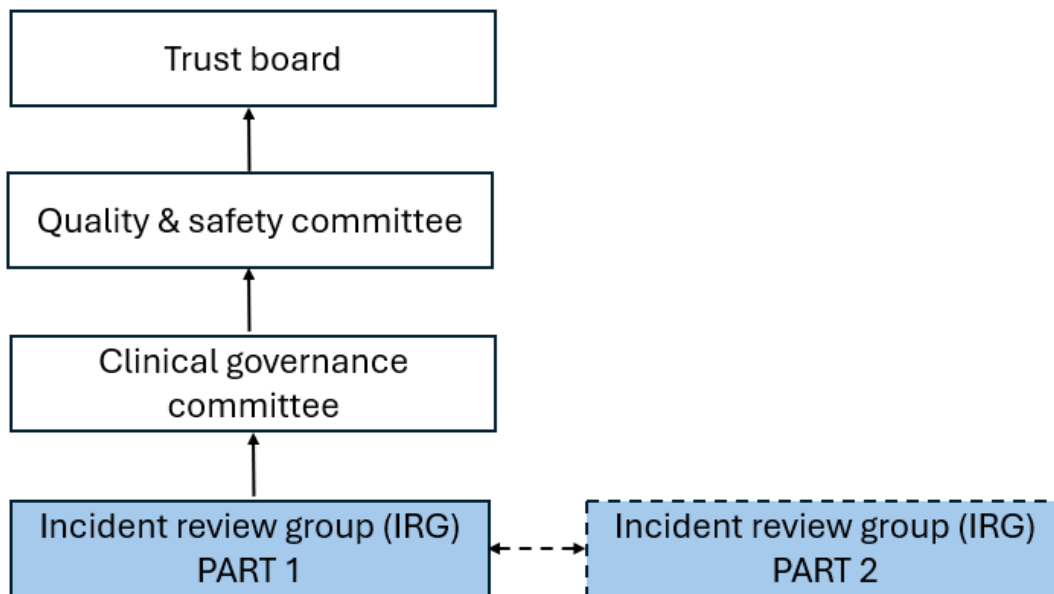 Trust board
Quality & safety committee
Clinical governance
committee
Incident review group (IRG)
PART 1
Incident review group (IRG)
PART 2